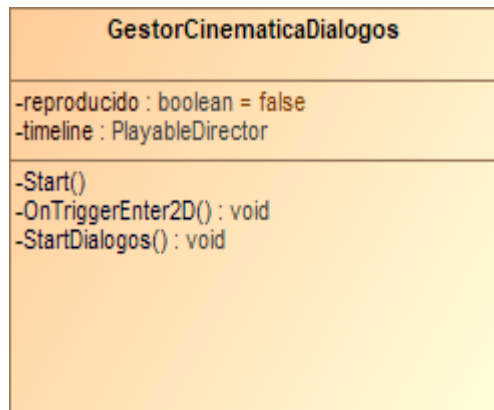 GestorCinematicaDialogos
-reproducido : boolean = false
-timeline : PlayableDirector
-Start()
-OnTriggerEnter2D() : void
-StartDialogos() : void